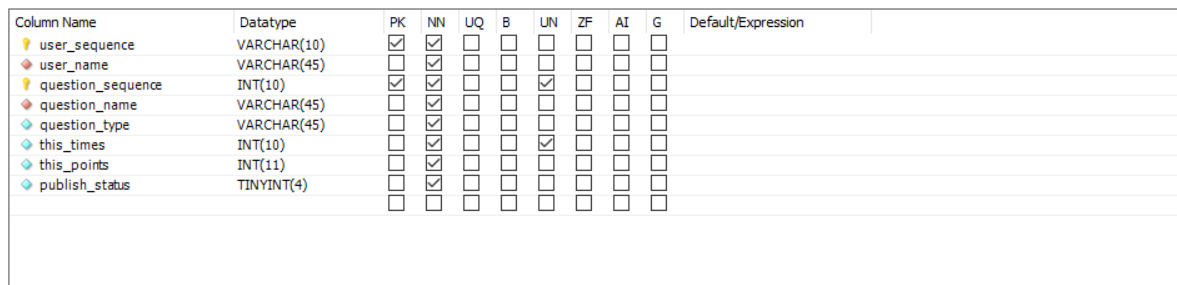 Column Name Datatype PK NN UQ B UN ZF AI G Default/Expression
user_sequence VARCHAR(10)
user_name VARCHAR(45)
question_sequence INT(10)
question_name VARCHAR(45)
question_type VARCHAR(45)
this_times INT(10)
this_points INT(11)
publish_status TINYINT(4)